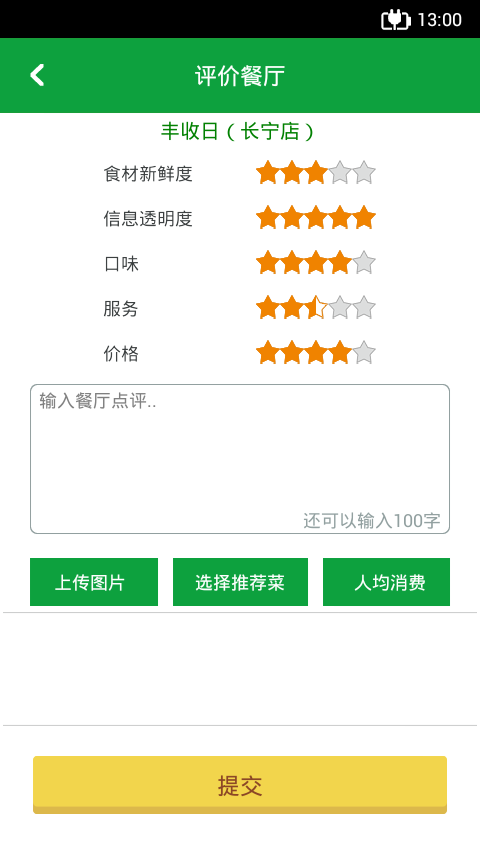 13:00
评价餐厅
丰收日（长宁店）
食材新鲜度
信息透明度
口味
服务
价格
输入餐厅点评..
还可以输入100字
上传图片 选择推荐菜 人均消费
提交